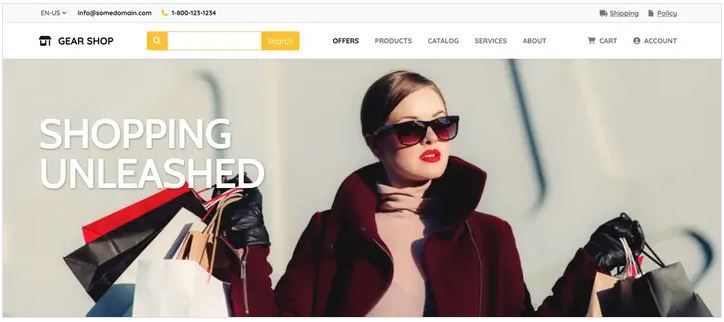 EN-US info@somedomain.com 1-800-123-1234 Shipping Policy
GEAR SHOP Search OFFERS PRODUCTS CATALOG SERVICES ABOUT CART ACCOUNT
SHOPPING
UNLEASHED